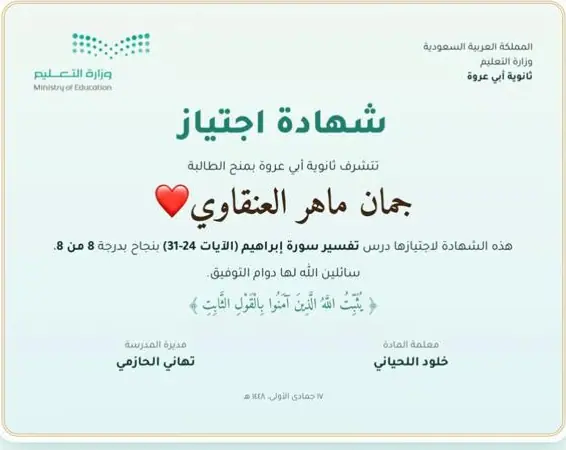 المملكة العربية السعودية
وزارة التعليم
ثانوية أبي عروة
وزارة التعـــليم
Ministry of Education
شهادة اجتياز
تتشرف ثانوية أبي عروة بمنح الطالبة
جمان ماهر العنقاوي❤️
هذه الشهادة لاجتيازها درس تفسير سورة إبراهيم (الآيات 24-31) بنجاح بدرجة 8 من 8.
سائلين الله لها دوام التوفيق.
﴿ يُثَبِّتُ اللَّهُ الَّذِينَ آمَنُوا بِالْقَوْلِ الثَّابِتِ ﴾
معلمة المادة
خلود اللحياني
مديرة المدرسة
تهاني الحازمي
١٧ جمادى الأولى، ١٤٤٨ هـ